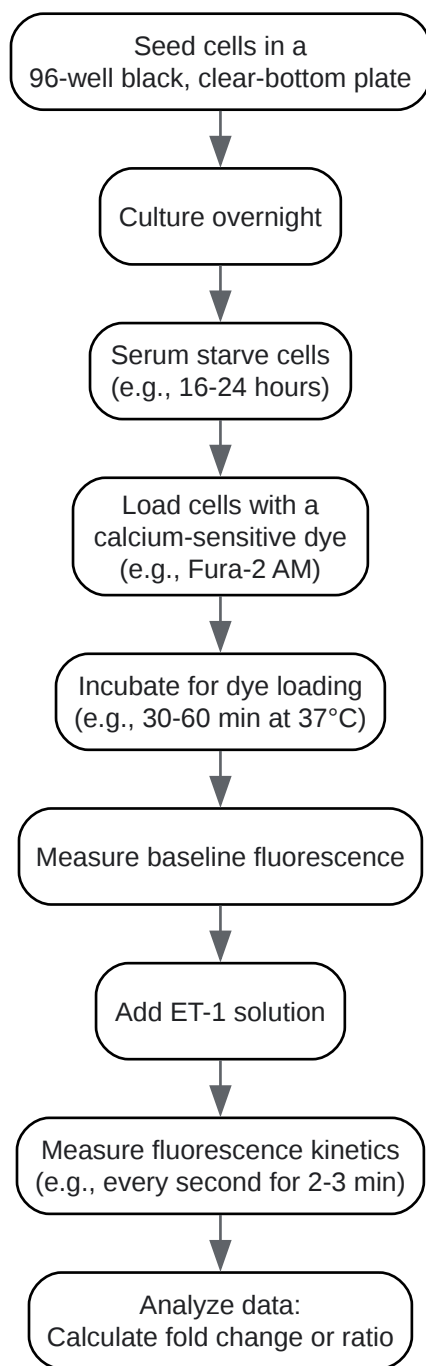 Seed cells in a
96-well black, clear-bottom plate
Culture overnight
Serum starve cells
(e.g., 16-24 hours)
Load cells with a
calcium-sensitive dye
(e.g., Fura-2 AM)
Incubate for dye loading
(e.g., 30-60 min at 37°C)
Measure baseline fluorescence
Add ET-1 solution
Measure fluorescence kinetics
(e.g., every second for 2-3 min)
Analyze data:
Calculate fold change or ratio